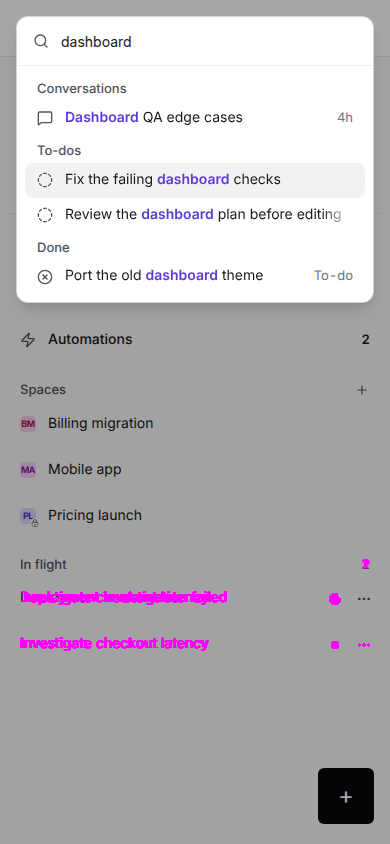 dashboard
Conversations
Dashboard QA edge cases 4h
To-dos
Fix the failing dashboard checks
Review the dashboard plan before editing
Done
Port the old dashboard theme To-do
Automations 2
Spaces +
BM Billing migration
MA Mobile app
PL Pricing launch
In flight
Investigate checkout latency
+